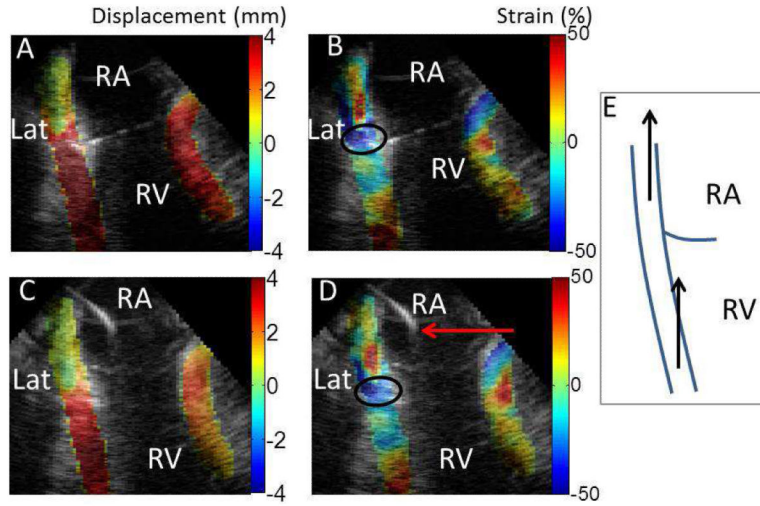 Displacement (mm)
Strain (%)
A
RA
Lat
RV
4
2
0
-2
-4
B
RA
Lat
RV
50
0
-50
E
RA
RV
C
RA
Lat
RV
4
2
0
-2
-4
D
RA
Lat
RV
50
0
-50